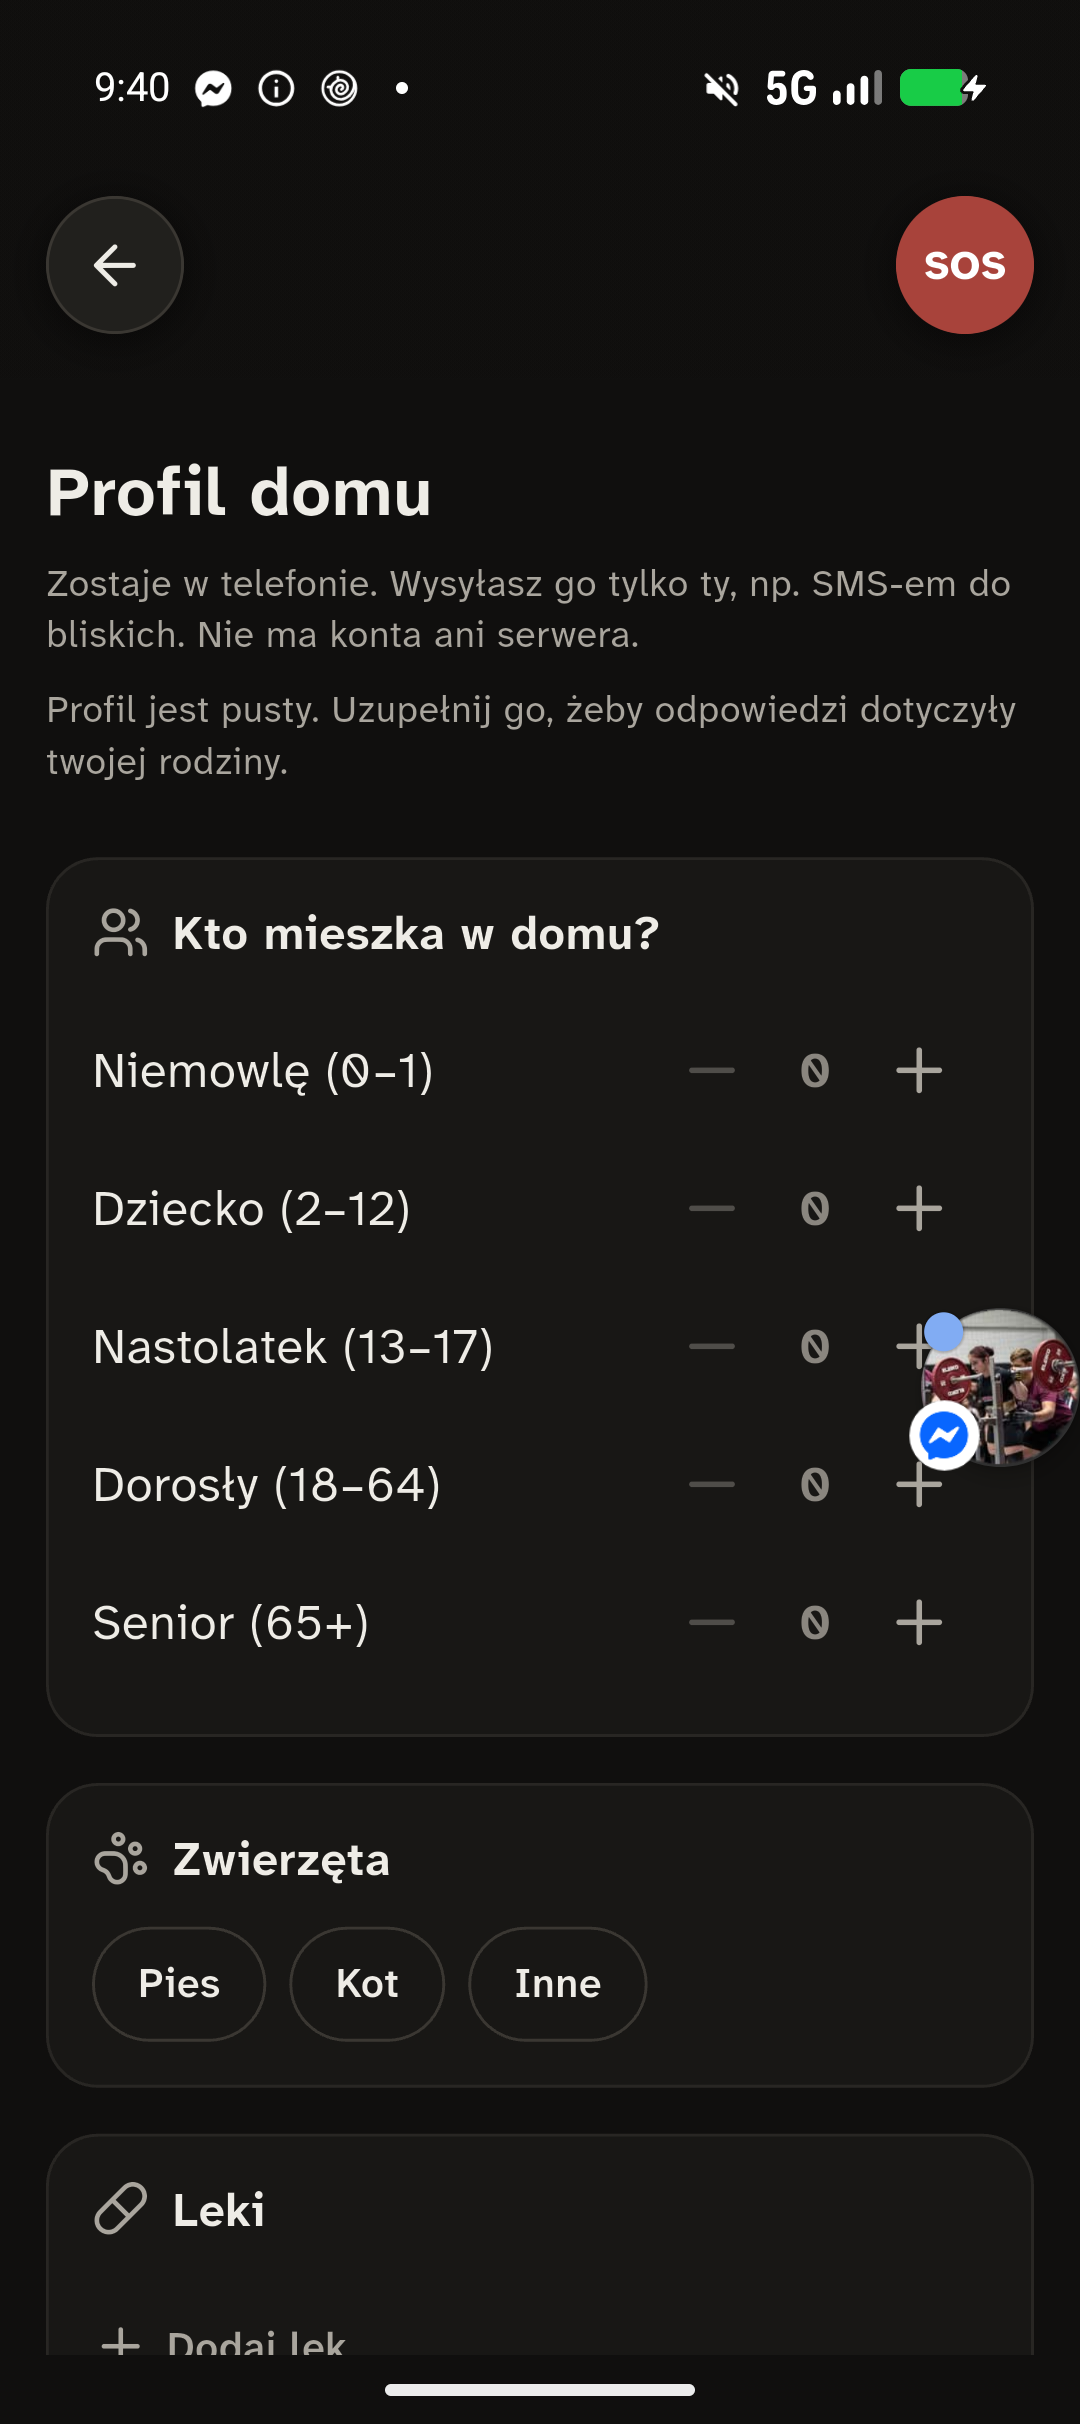 9:40
5G
SOS
Profil domu
Zostaje w telefonie. Wysyłasz go tylko ty, np. SMS-em do
bliskich. Nie ma konta ani serwera.
Profil jest pusty. Uzupełnij go, żeby odpowiedzi dotyczyły
twojej rodziny.
Kto mieszka w domu?
Niemowlę (0–1) — 0 +
Dziecko (2–12) — 0 +
Nastolatek (13–17) — 0 +
Dorosły (18–64) — 0 +
Senior (65+) — 0 +
Zwierzęta
Pies Kot Inne
Leki
+ Dodaj lek